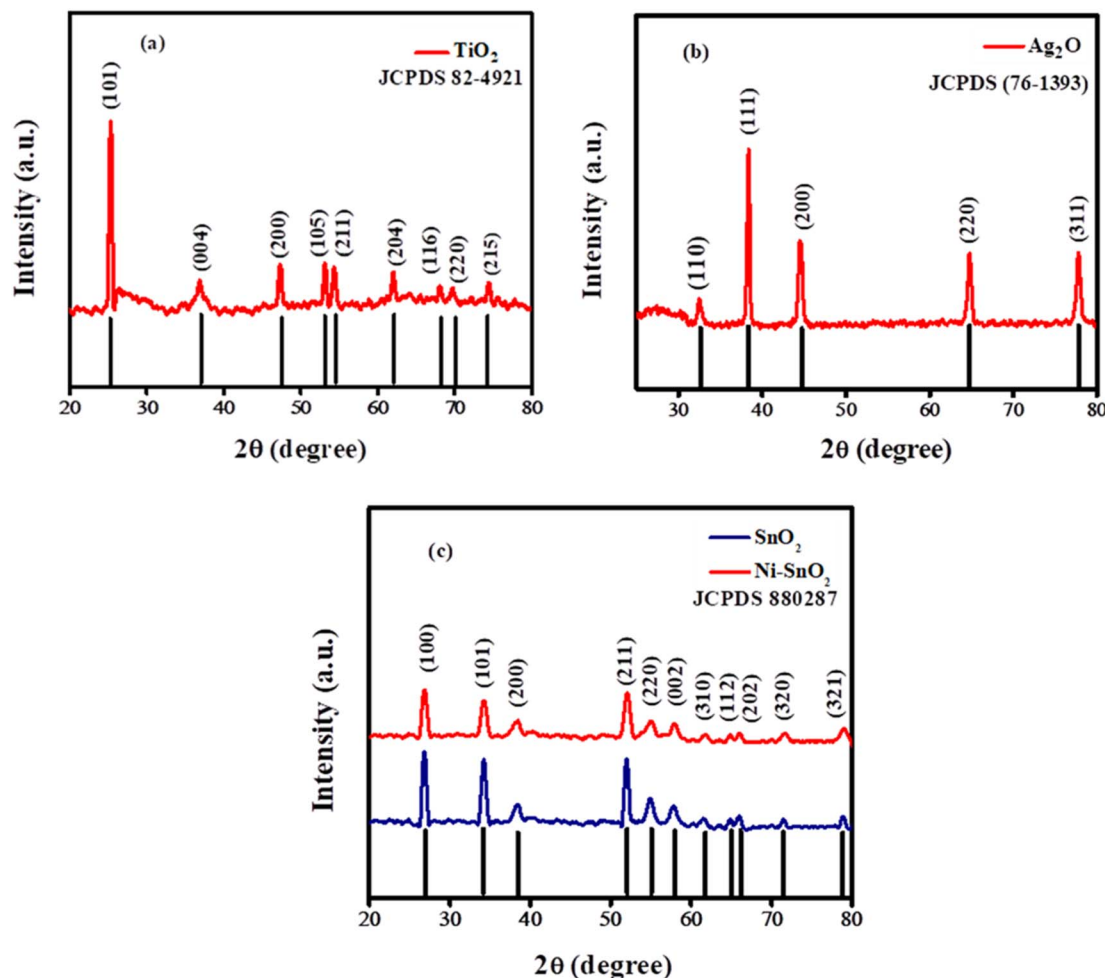 (a)
TiO₂
JCPDS 82-4921
(101)
(004)
(200)
(105)
(211)
(204)
(116)
(220)
(215)
Intensity (a.u.)
20 30 40 50 60 70 80
2θ (degree)
(b)
Ag₂O
JCPDS (76-1393)
(110)
(111)
(200)
(220)
(311)
Intensity (a.u.)
30 40 50 60 70 80
2θ (degree)
(c)
SnO₂
Ni-SnO₂
JCPDS 880287
(100)
(101)
(200)
(211)
(220)
(002)
(310)
(112)
(202)
(320)
(321)
Intensity (a.u.)
20 30 40 50 60 70 80
2θ (degree)